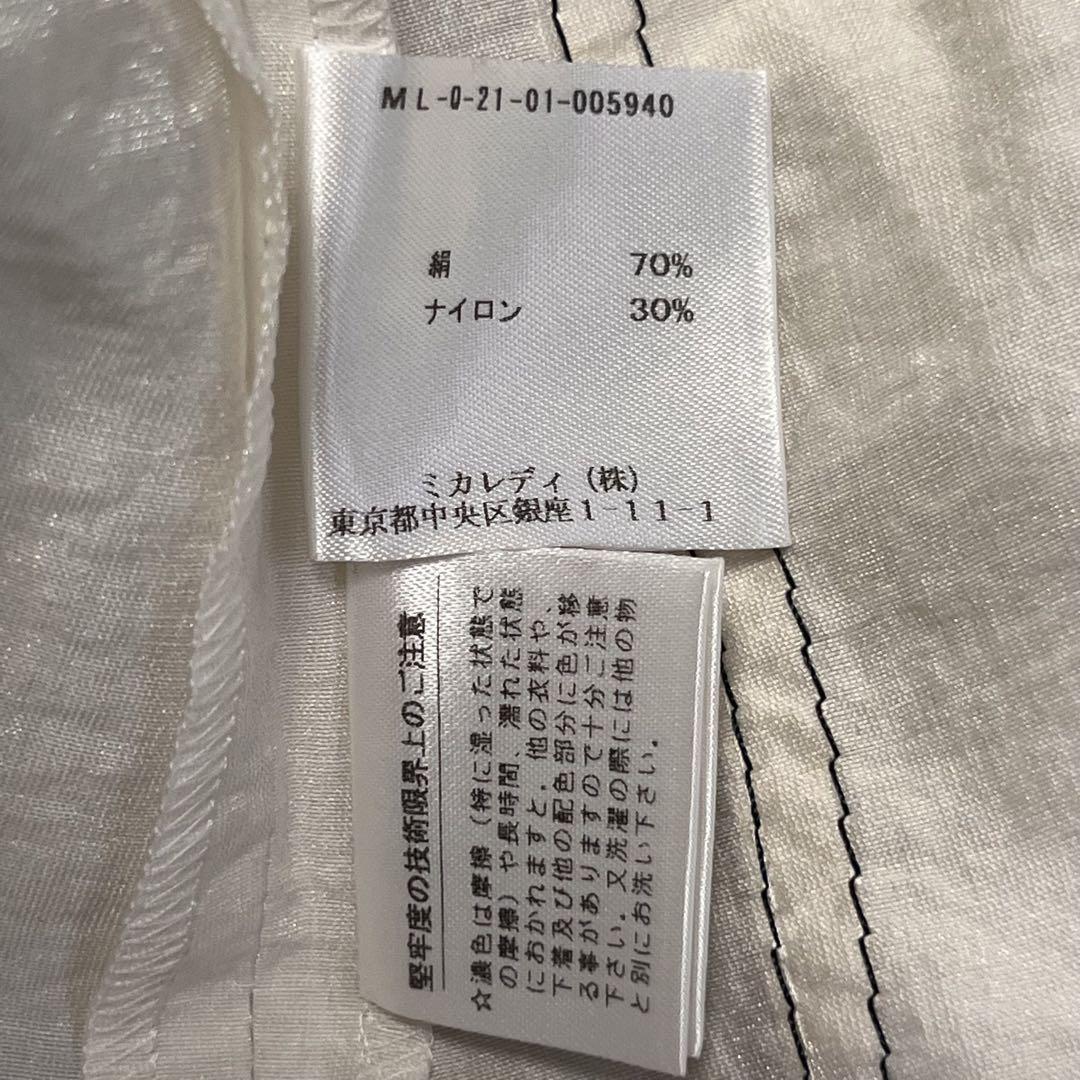 ML-Q-21-01-005940
絹 70%
ナイロン 30%
ミカレディ(株)
東京都中央区銀座1-11-1
堅牢度の技術限界上のご注意
☆濃色は摩擦(特に湿った状態で
の摩擦)や長時間、濡れた状態
におかれますと、他の衣料や、
下着及び他の配色部分に色が移
る事がありますので十分ご注意
下さい。又洗濯の際には他の物
と別にお洗い下さい。